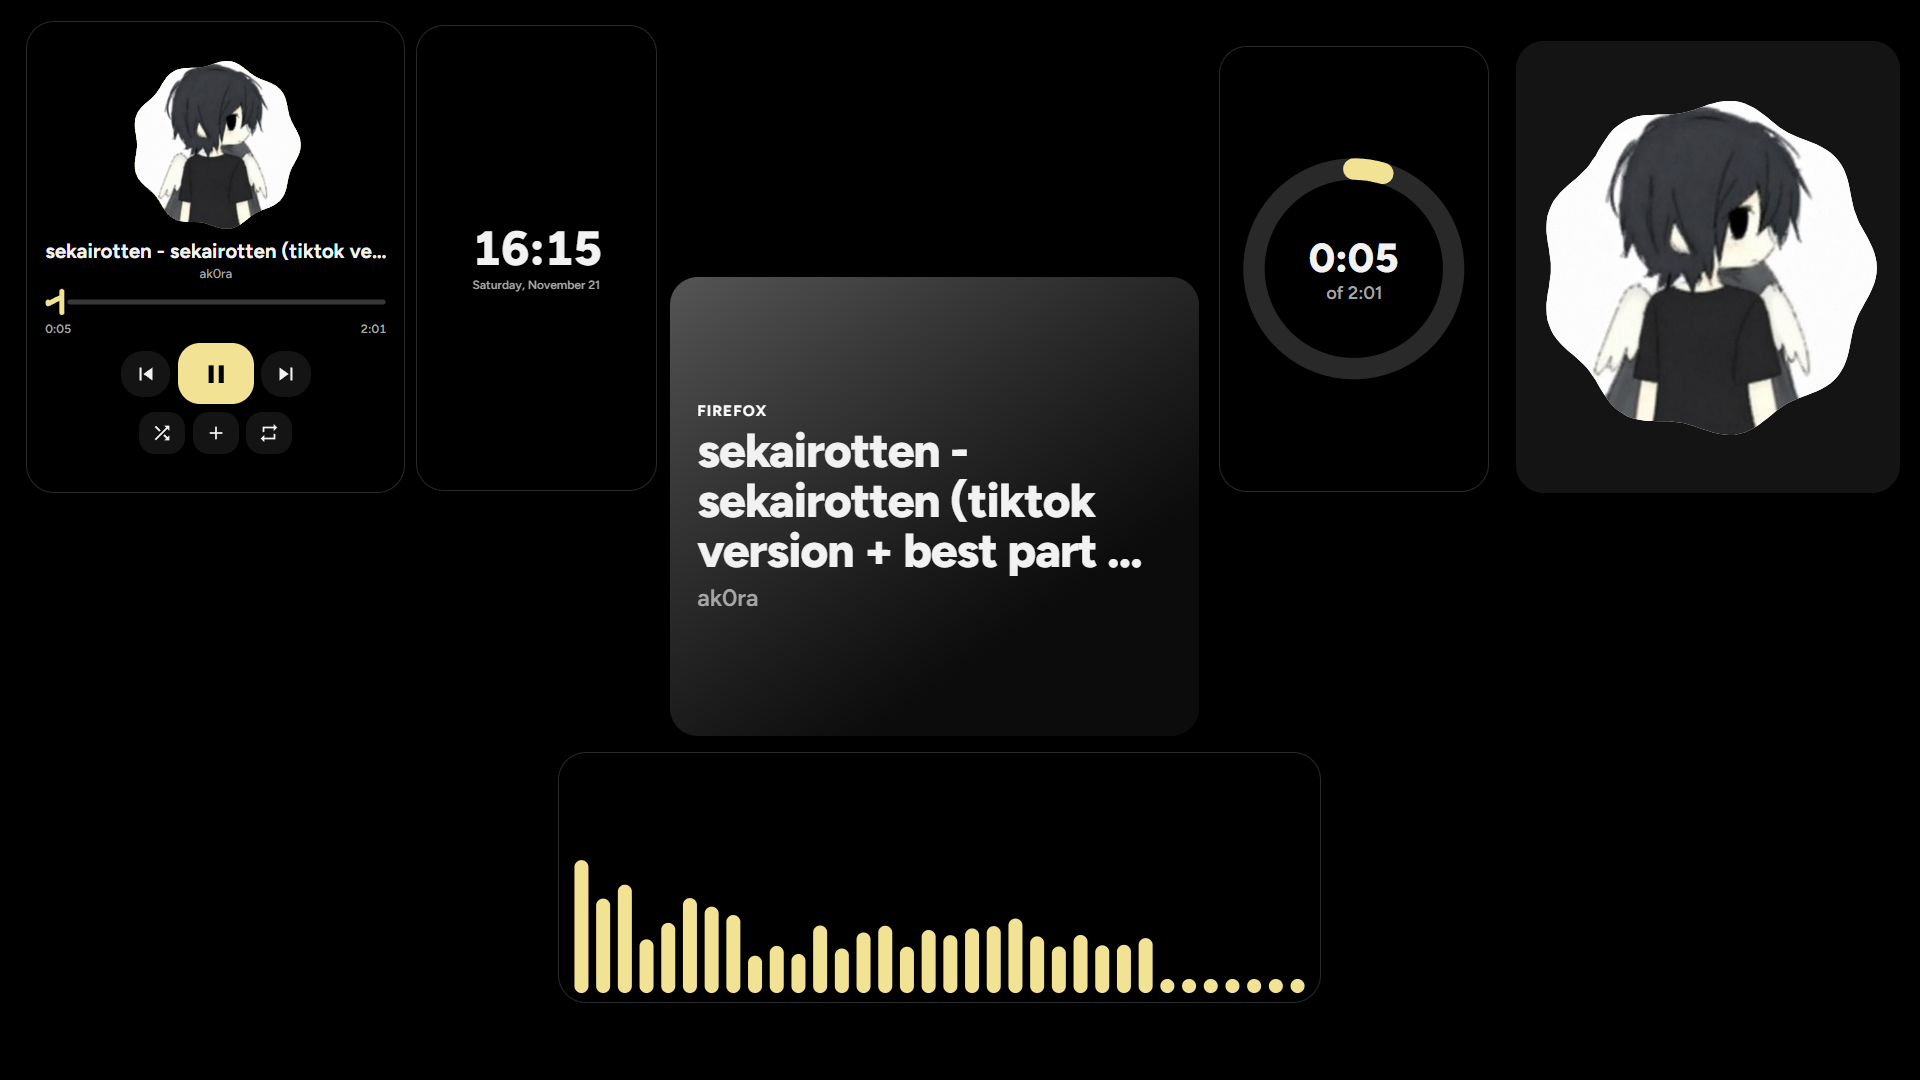 sekairotten - sekairotten (tiktok ve...
ak0ra
0:05
2:01
16:15
Saturday, November 21
FIREFOX
sekairotten -
sekairotten (tiktok
version + best part ...
ak0ra
0:05
of 2:01